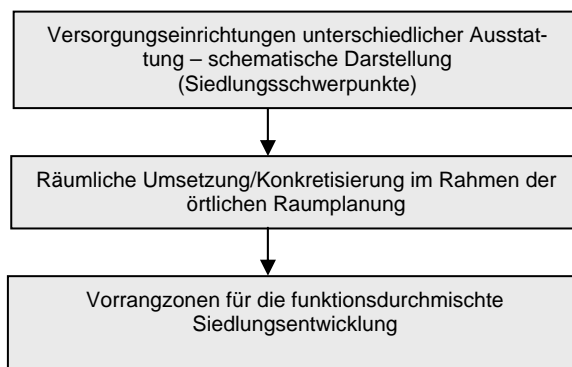 Versorgungseinrichtungen unterschiedlicher Ausstat-
tung – schematische Darstellung
(Siedlungsschwerpunkte)
Räumliche Umsetzung/Konkretisierung im Rahmen der
örtlichen Raumplanung
Vorrangzonen für die funktionsdurchmischte
Siedlungsentwicklung